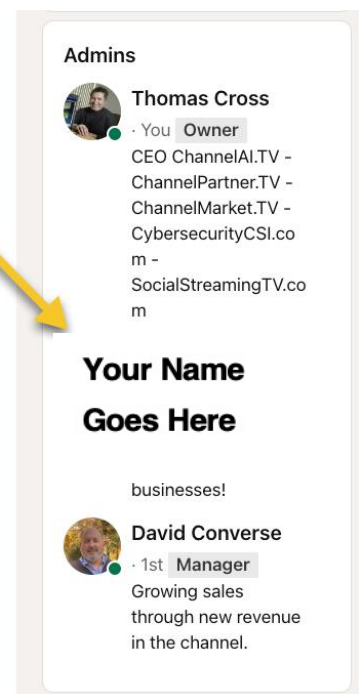 Admins
Thomas Cross
· You Owner
CEO ChannelAI.TV -
ChannelPartner.TV -
ChannelMarket.TV -
CybersecurityCSI.co
m -
SocialStreamingTV.co
m
Your Name
Goes Here
businesses!
David Converse
· 1st Manager
Growing sales
through new revenue
in the channel.